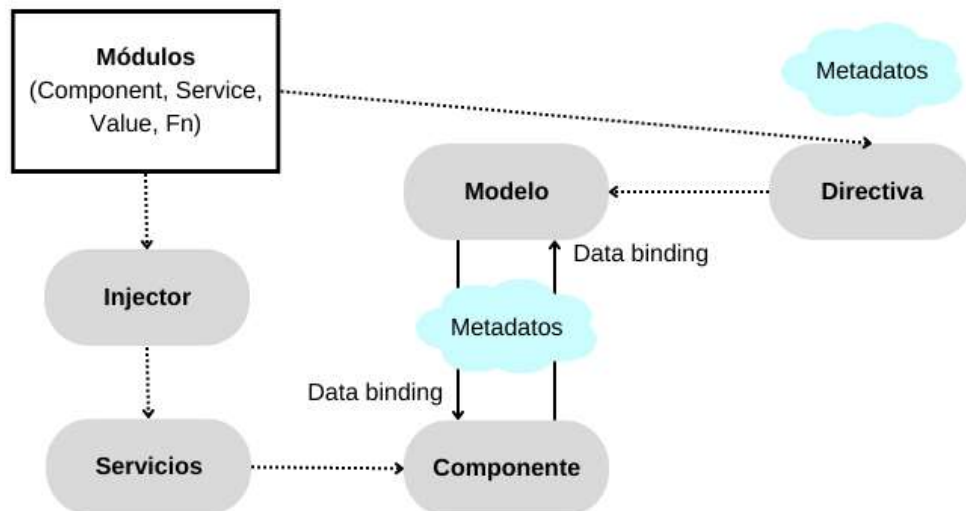 Módulos
(Component, Service,
Value, Fn)
Metadatos
Modelo
Directiva
Data binding
Injector
Metadatos
Data binding
Servicios
Componente